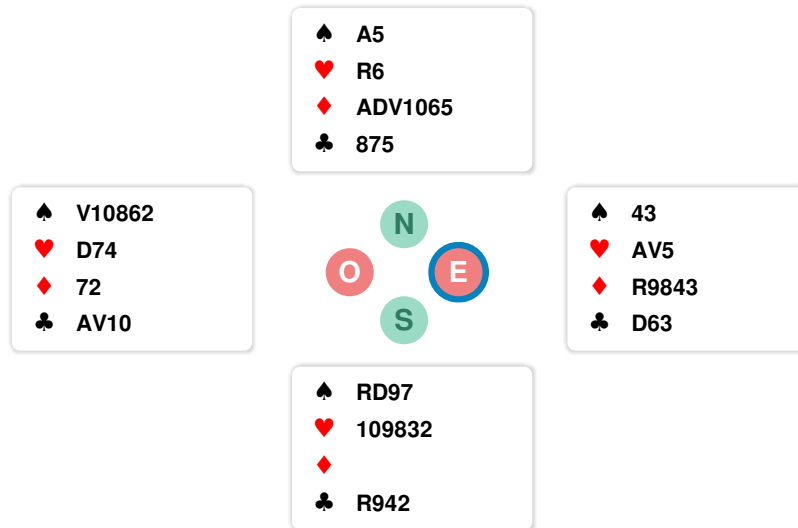 ♠ A5
♥ R6
♦ ADV1065
♣ 875
♠ V10862
♥ D74
♦ 72
♣ AV10
N
O
E
S
♠ 43
♥ AV5
♦ R9843
♣ D63
♠ RD97
♥ 109832
♦
♣ R942